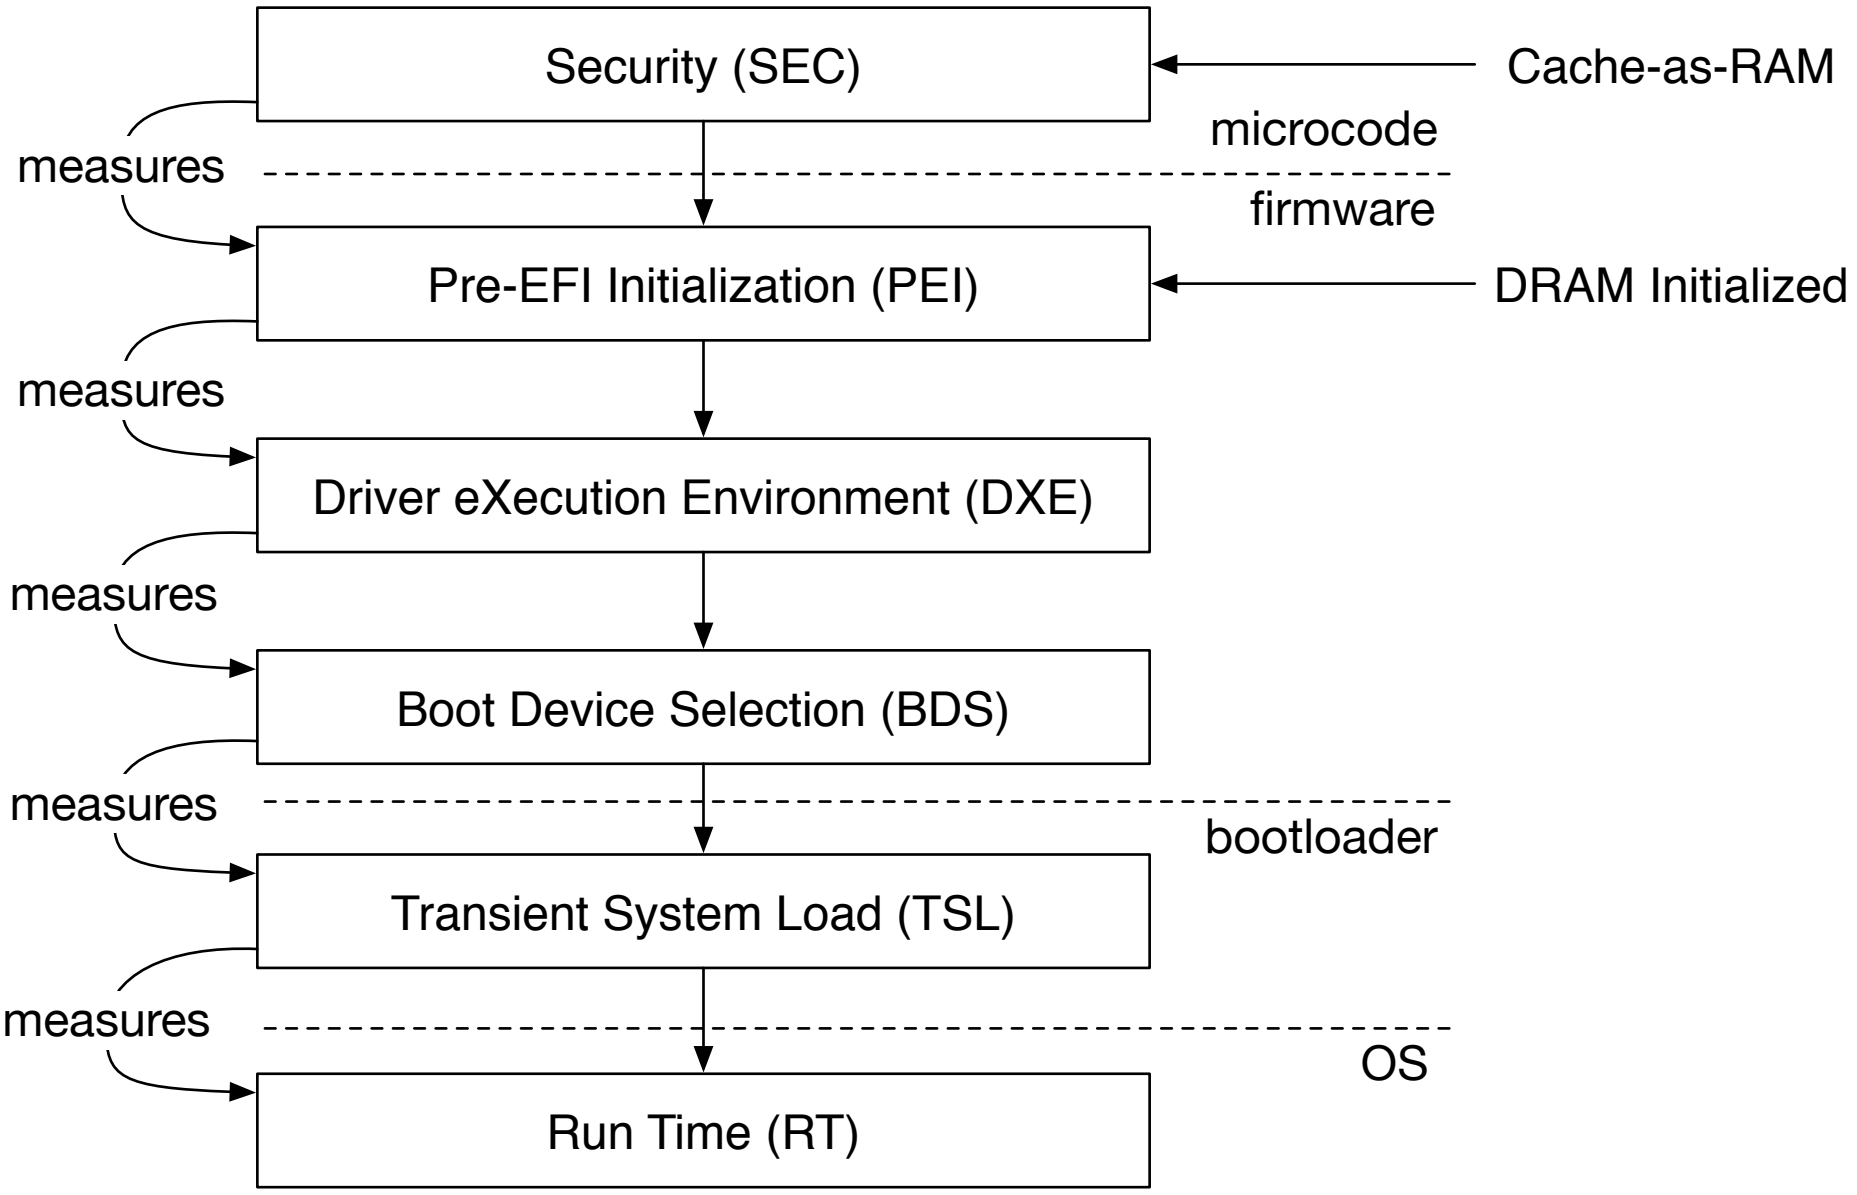 Security (SEC)
Cache-as-RAM
microcode
measures
firmware
Pre-EFI Initialization (PEI)
DRAM Initialized
measures
Driver eXecution Environment (DXE)
measures
Boot Device Selection (BDS)
measures
bootloader
Transient System Load (TSL)
measures
OS
Run Time (RT)